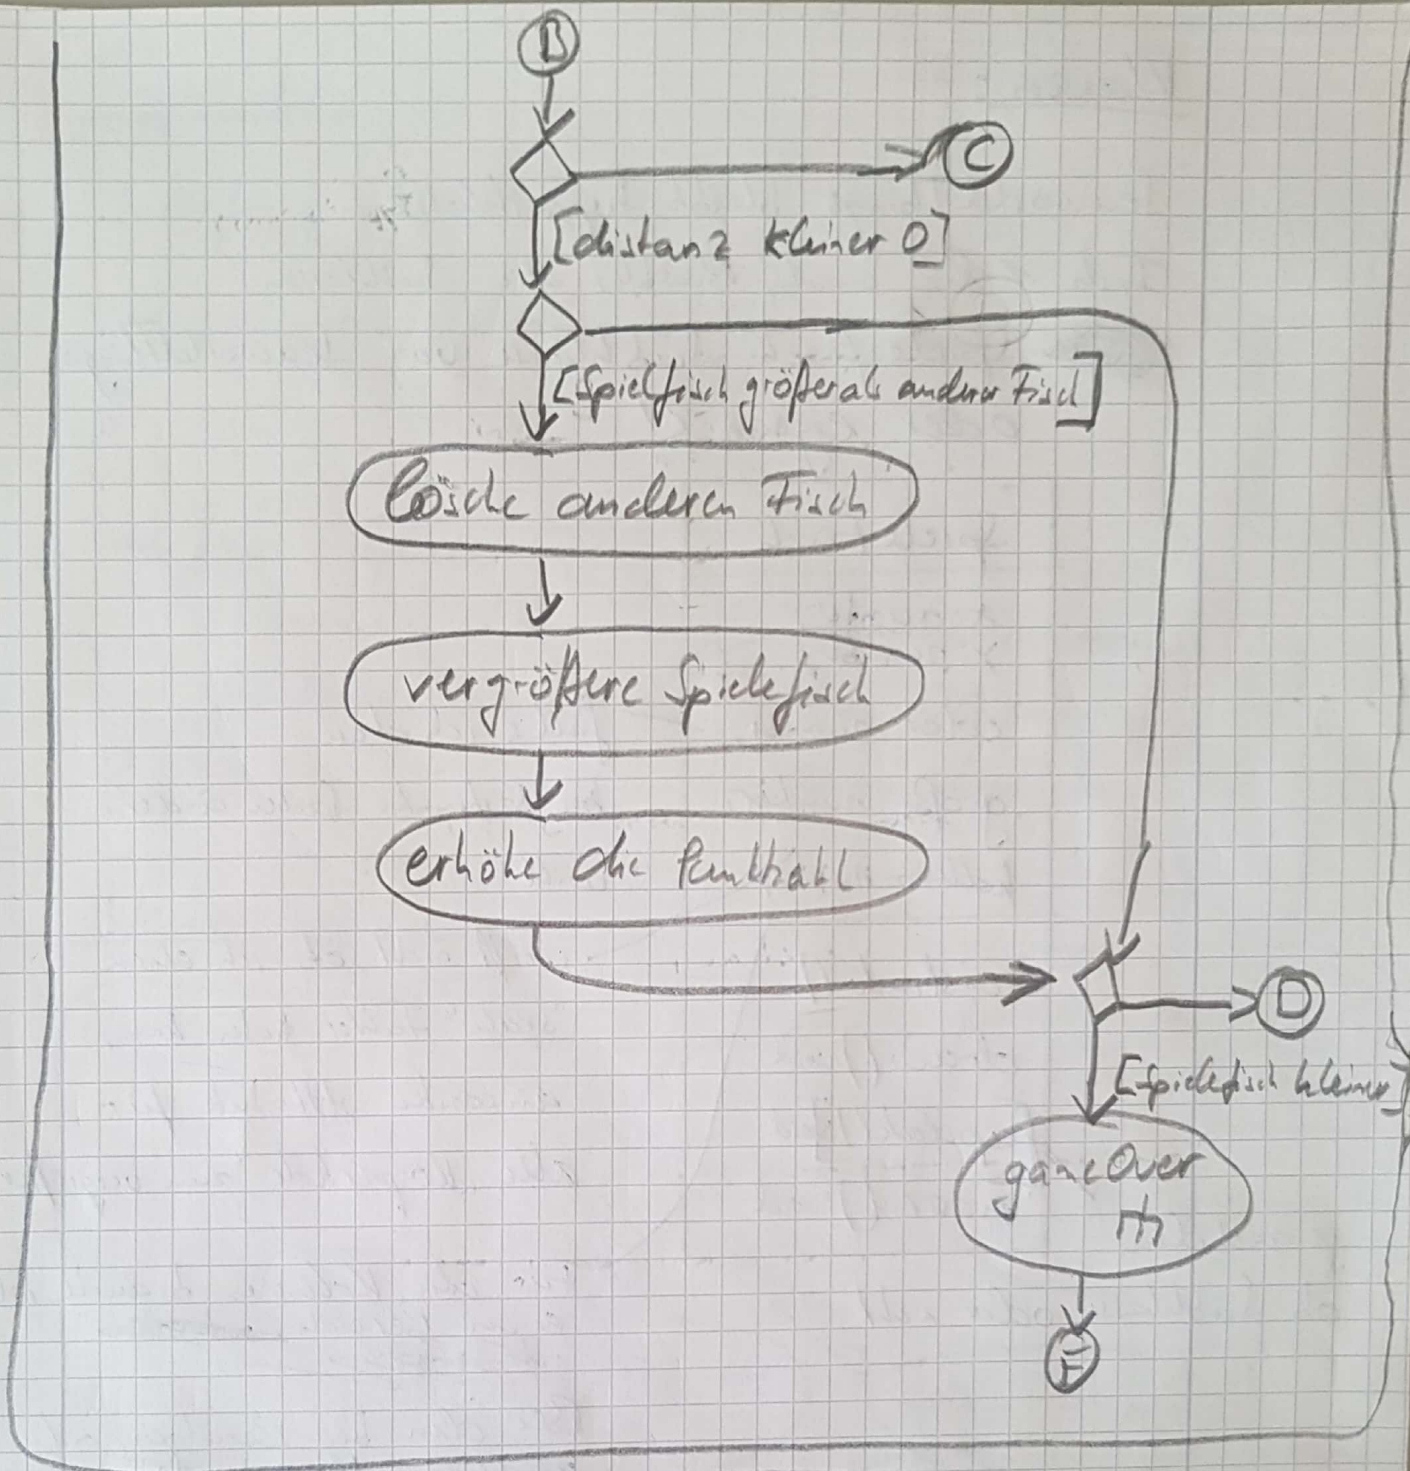 B
C
[distanz kleiner 0]
[Spielfisch größer als anderer Fisch]
lösche anderen Fisch
vergrößere Spielefisch
erhöhe die Punktzahl
D
[Spielefisch kleiner]
gameOver